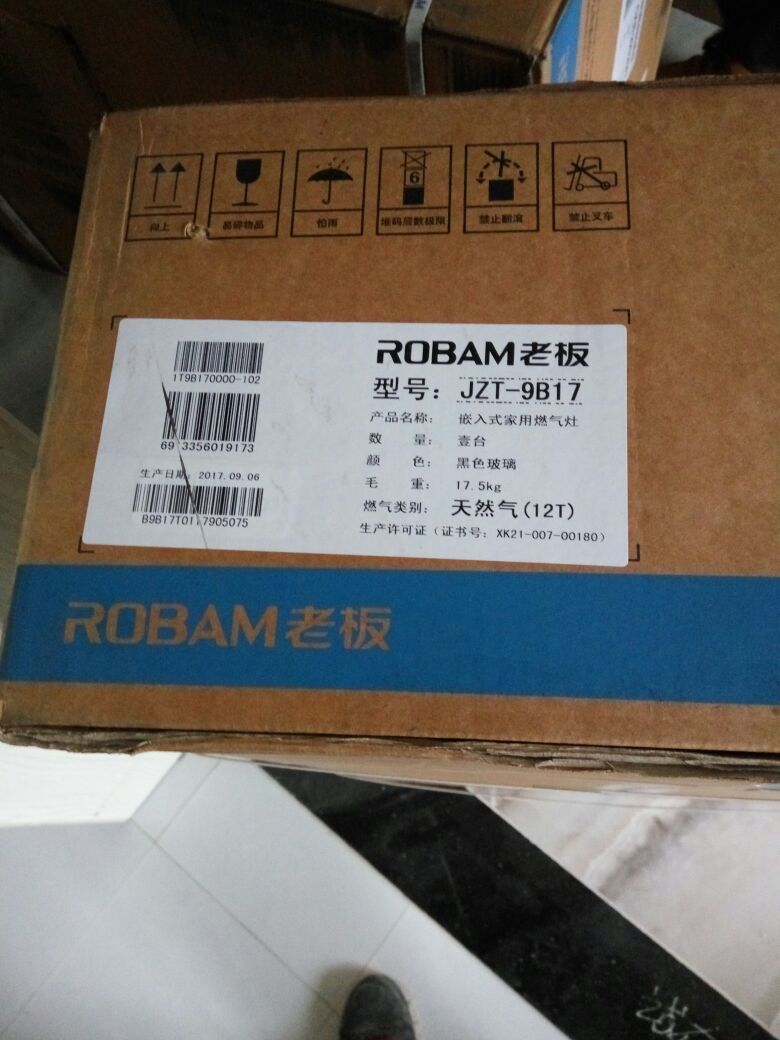 6
向上
易碎物品
怕雨
堆码层数极限
禁止翻滚
禁止叉车
ROBAM老板
1T9B170000-102
型号: JZT-9B17
产品名称: 嵌入式家用燃气灶
数 量: 壹台
颜 色: 黑色玻璃
毛 重: 17.5kg
燃气类别: 天然气(12T)
生产许可证(证书号: XK21-007-00180)
生产日期: 2017.09.06
ROBAM老板